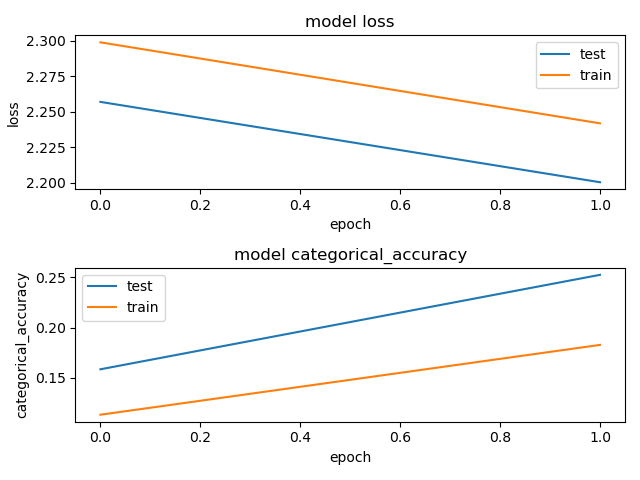 model loss
2.300
2.275
2.250
2.225
2.200
loss
test
train
0.0 0.2 0.4 0.6 0.8 1.0
epoch
model categorical_accuracy
0.25
0.20
0.15
categorical_accuracy
test
train
0.0 0.2 0.4 0.6 0.8 1.0
epoch